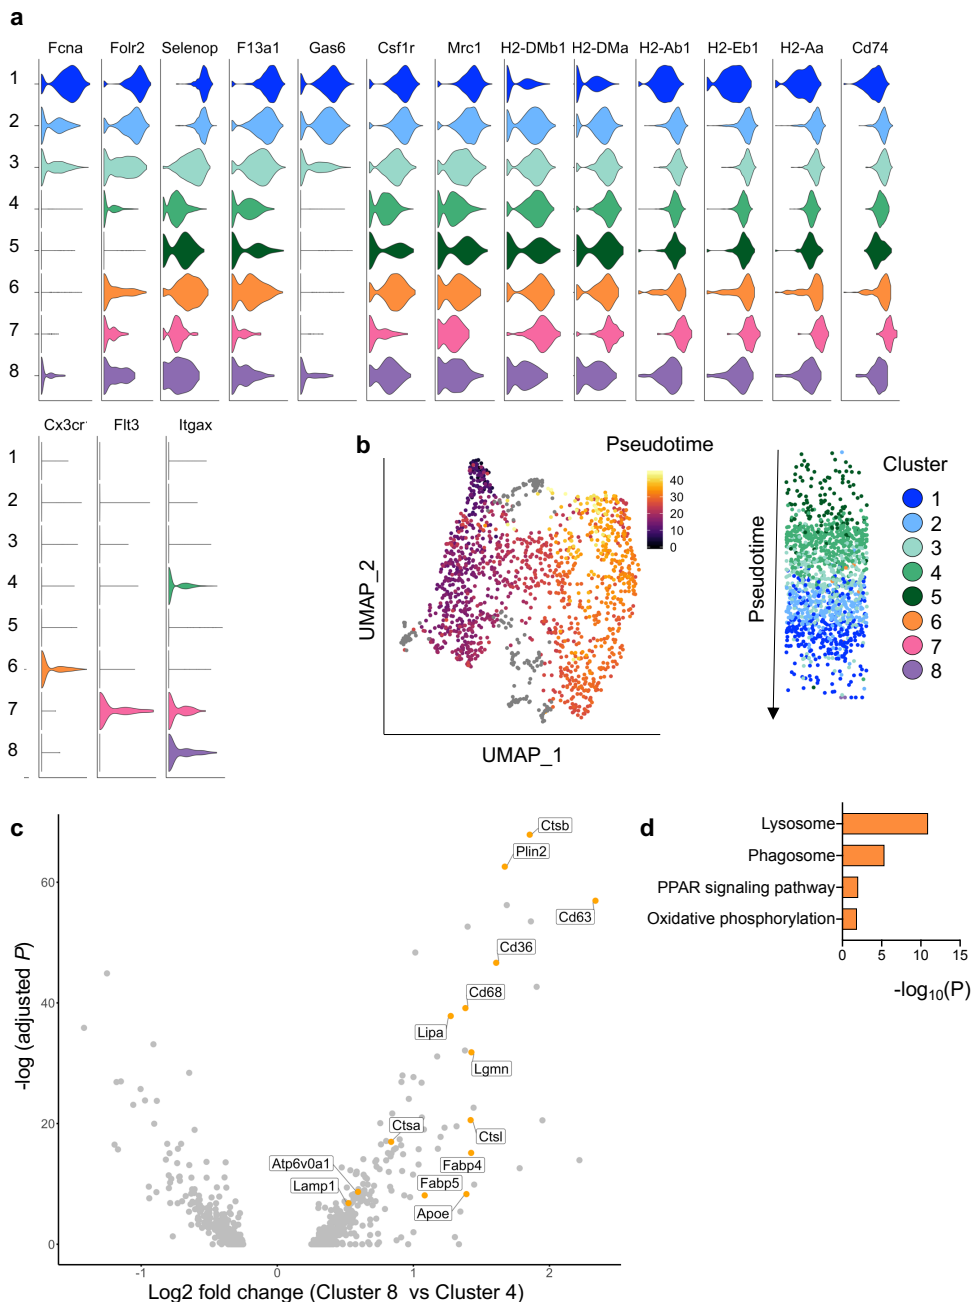 a
Fcna Folr2 Selenop F13a1 Gas6 Csf1r Mrc1 H2-DMb1 H2-DMa H2-Ab1 H2-Eb1 H2-Aa Cd74
1
2
3
4
5
6
7
8
Cx3cr Flt3 Itgax
1
2
3
4
5
6
7
8
b
Pseudotime
40
30
20
10
0
UMAP_2
UMAP_1
Pseudotime
Cluster
1
2
3
4
5
6
7
8
c
Ctsb
Plin2
Cd63
Cd36
Cd68
Lipa
Lgmn
Ctsa
Ctsl
Atp6v0a1
Fabp4
Lamp1
Fabp5
Apoe
60
40
20
0
-log (adjusted P)
-1 0 1 2
Log2 fold change (Cluster 8 vs Cluster 4)
d
Lysosome
Phagosome
PPAR signaling pathway
Oxidative phosphorylation
0 5 10 15
-log10(P)